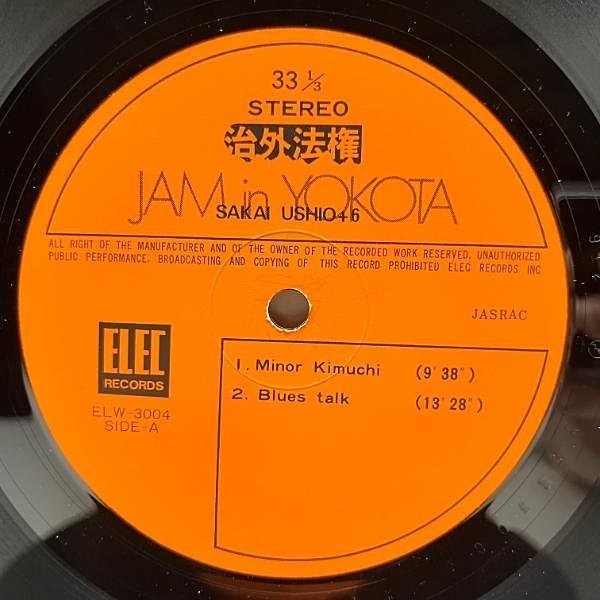 33 1/3
STEREO
治外法権
JAM in YOKOTA
SAKAI USHIO+6
ALL RIGHT OF THE MANUFACTURER AND OF THE OWNER OF THE RECORDED WORK RESERVED, UNAUTHORIZED
PUBLIC PERFORMANCE, BROADCASTING AND COPYING OF THIS RECORD PROHIBITED ELEC RECORDS INC
JASRAC
ELEC
RECORDS
ELW-3004
SIDE-A
1. Minor Kimuchi (9'38")
2. Blues talk (13'28")